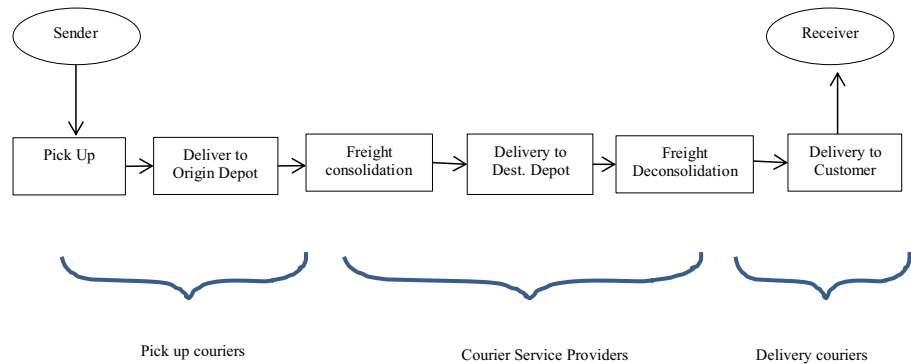 Sender
Receiver
Pick Up
Deliver to
Origin Depot
Freight
consolidation
Delivery to
Dest. Depot
Freight
Deconsolidation
Delivery to
Customer
Pick up couriers
Courier Service Providers
Delivery couriers